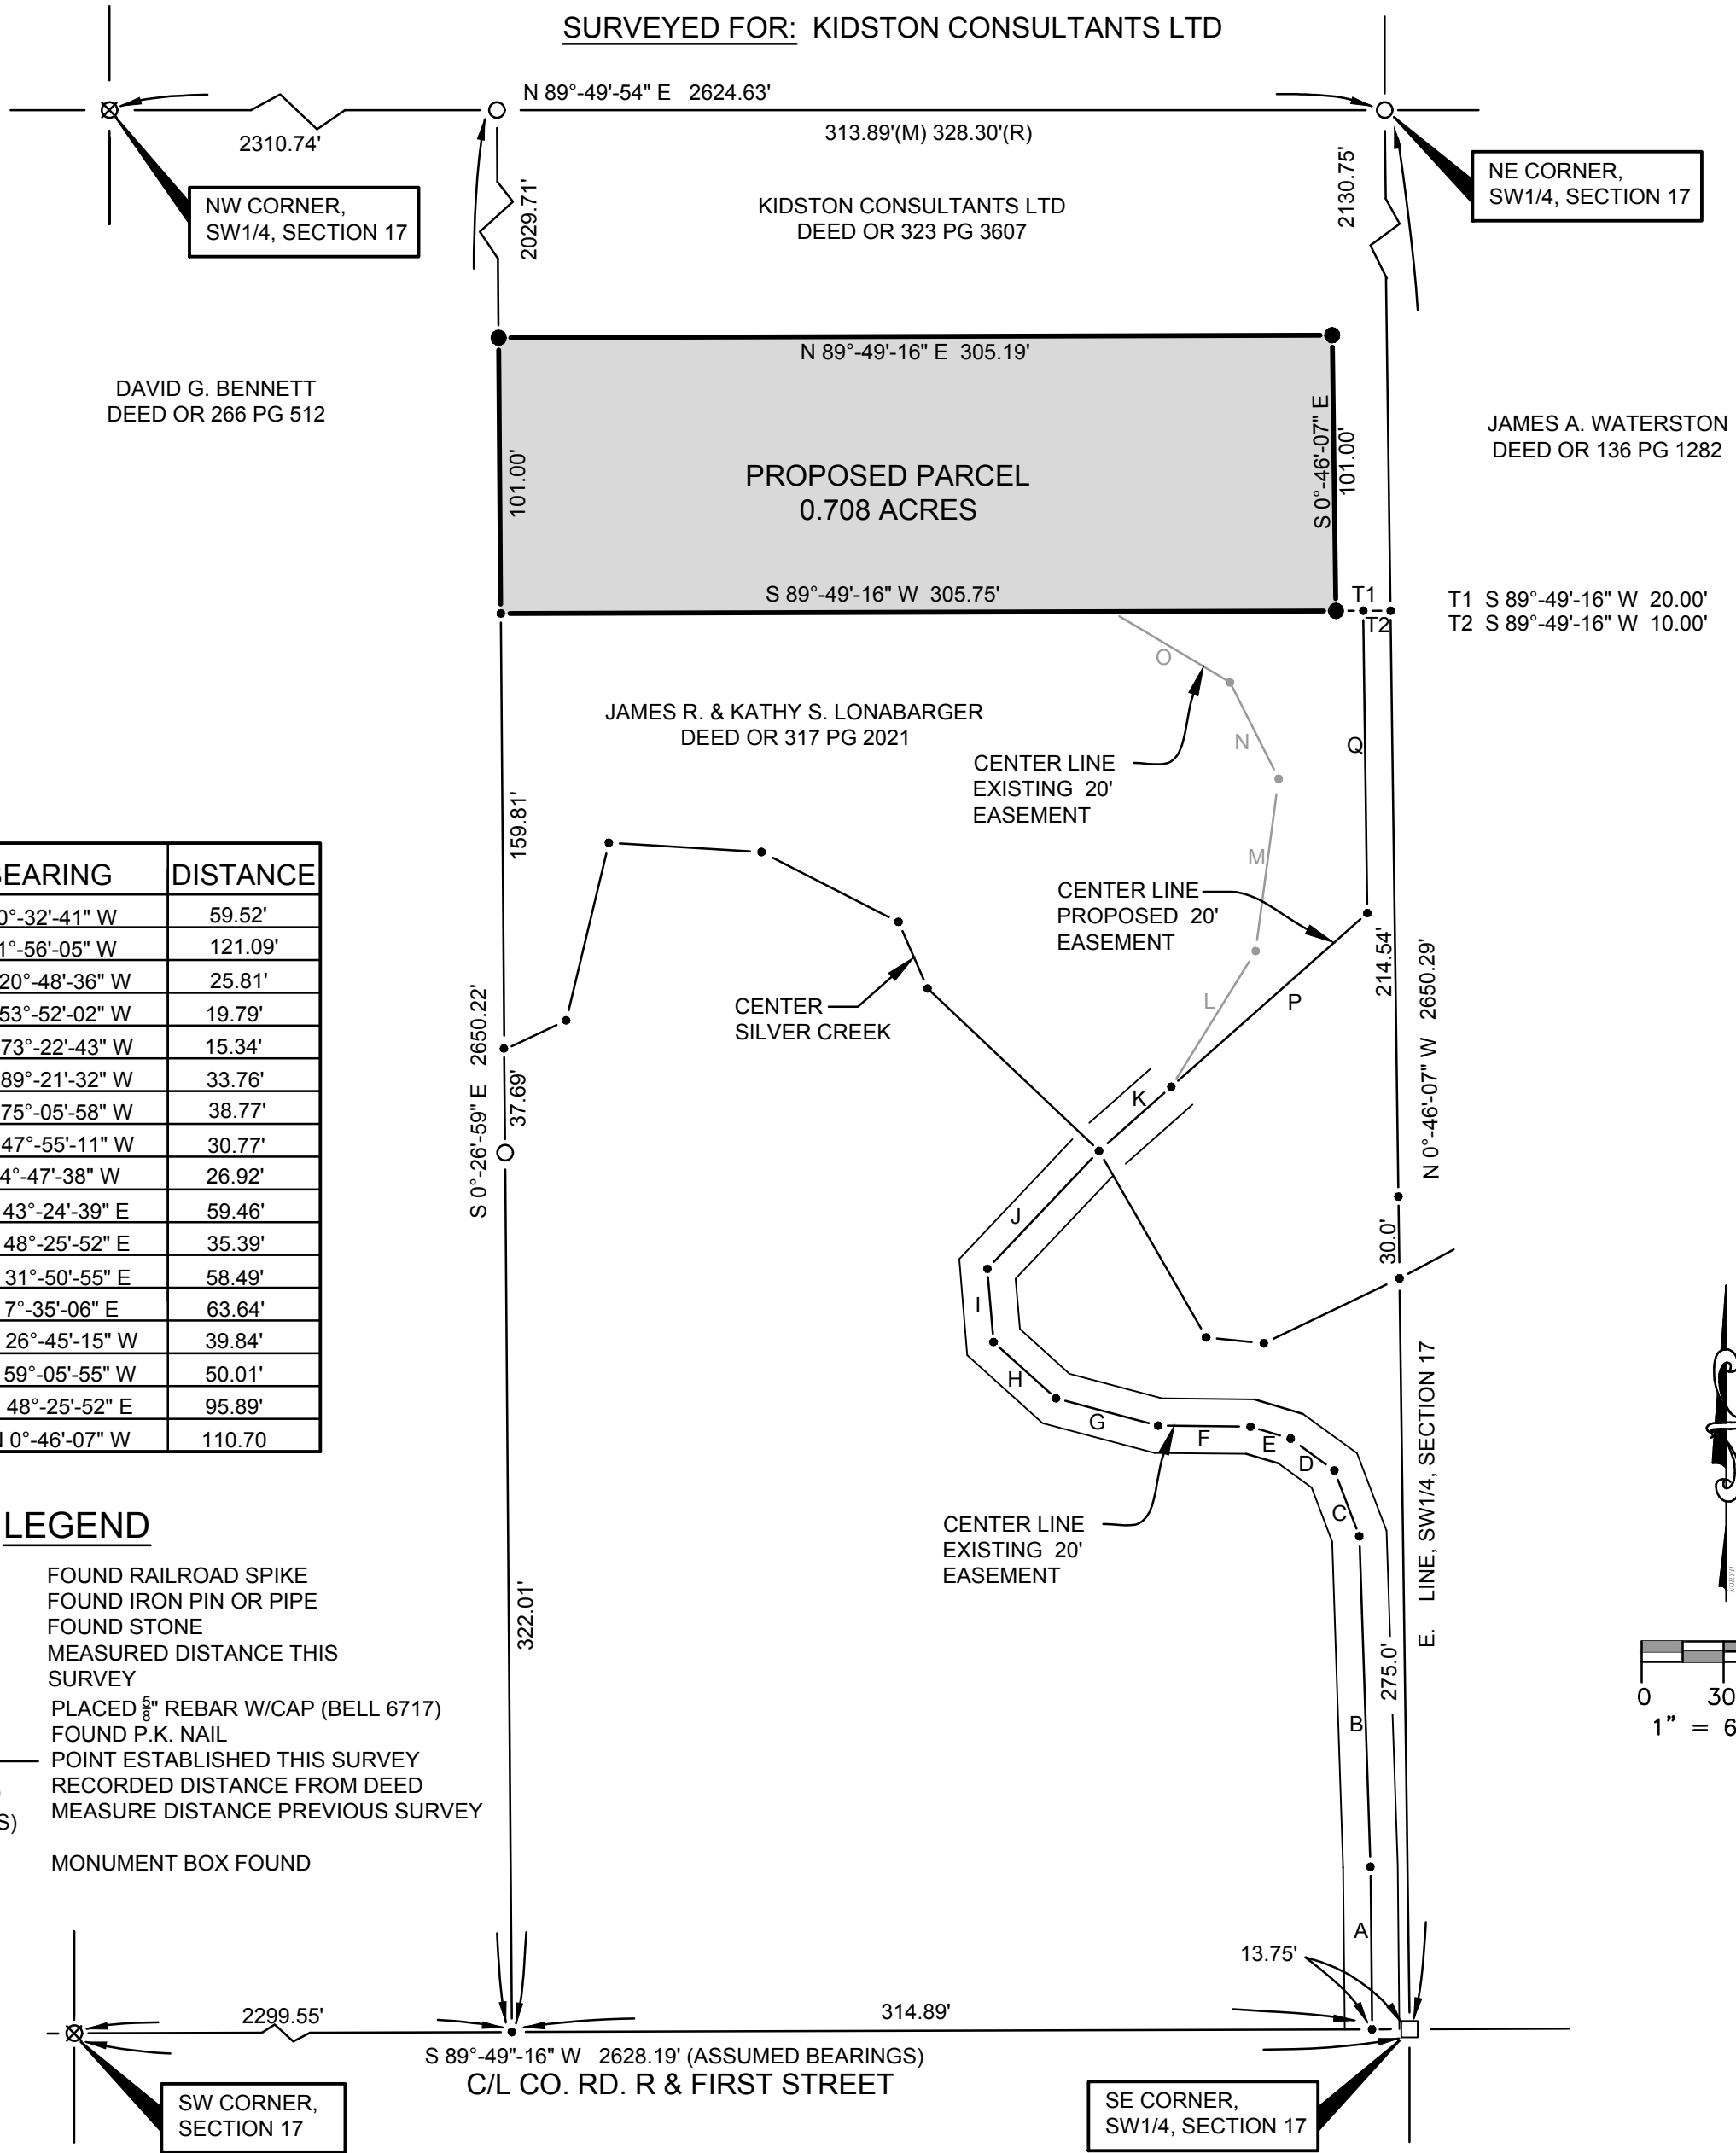 SURVEYED FOR: KIDSTON CONSULTANTS LTD
N 89°-49'-54" E 2624.63'
2310.74'
313.89'(M) 328.30'(R)
NW CORNER,
SW1/4, SECTION 17
2029.71'
KIDSTON CONSULTANTS LTD
DEED OR 323 PG 3607
2130.75'
NE CORNER,
SW1/4, SECTION 17
N 89°-49'-16" E 305.19'
DAVID G. BENNETT
DEED OR 266 PG 512
101.00'
PROPOSED PARCEL
0.708 ACRES
S 0°-46'-07" E
101.00'
JAMES A. WATERSTON
DEED OR 136 PG 1282
S 89°-49'-16" W 305.75'
T1
T2
T1 S 89°-49'-16" W 20.00'
T2 S 89°-49'-16" W 10.00'
O
JAMES R. & KATHY S. LONABARGER
DEED OR 317 PG 2021
N
Q
CENTER LINE
EXISTING 20'
EASEMENT
159.81'
M
CENTER LINE
PROPOSED 20'
EASEMENT
214.54'
L
P
CENTER
SILVER CREEK
S 0°-26'-59" E 2650.22'
37.69'
N 0°-46'-07" W 2650.29'
K
J
30.0'
I
H
G
F
E
D
C
CENTER LINE
EXISTING 20'
EASEMENT
E. LINE, SW1/4, SECTION 17
322.01'
275.0'
B
A
13.75'
BEARING DISTANCE
0°-32'-41" W 59.52'
1°-56'-05" W 121.09'
20°-48'-36" W 25.81'
53°-52'-02" W 19.79'
73°-22'-43" W 15.34'
89°-21'-32" W 33.76'
75°-05'-58" W 38.77'
47°-55'-11" W 30.77'
4°-47'-38" W 26.92'
43°-24'-39" E 59.46'
48°-25'-52" E 35.39'
31°-50'-55" E 58.49'
7°-35'-06" E 63.64'
26°-45'-15" W 39.84'
59°-05'-55" W 50.01'
48°-25'-52" E 95.89'
N 0°-46'-07" W 110.70
LEGEND
FOUND RAILROAD SPIKE
FOUND IRON PIN OR PIPE
FOUND STONE
MEASURED DISTANCE THIS
SURVEY
PLACED 5/8" REBAR W/CAP (BELL 6717)
FOUND P.K. NAIL
POINT ESTABLISHED THIS SURVEY
RECORDED DISTANCE FROM DEED
S) MEASURE DISTANCE PREVIOUS SURVEY
MONUMENT BOX FOUND
NORTH
0 30
1" = 6
2299.55'
314.89'
S 89°-49"-16" W 2628.19' (ASSUMED BEARINGS)
C/L CO. RD. R & FIRST STREET
SW CORNER,
SECTION 17
SE CORNER,
SW1/4, SECTION 17